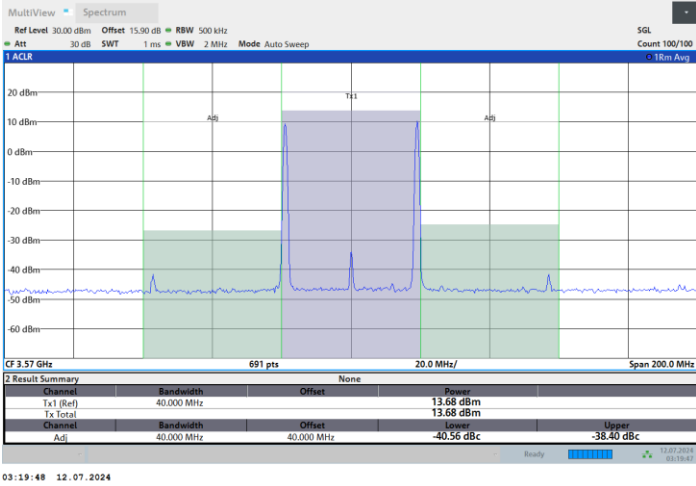 MultiView Spectrum
Ref Level 30.00 dBm Offset 15.90 dB RBW 500 kHz SGL
Att 30 dB SWT 1 ms VBW 2 MHz Mode Auto Sweep Count 100/100
1 ACLR 1Rm Avg
20 dBm
Tx1
10 dBm Adj Adj
0 dBm
-10 dBm
-20 dBm
-30 dBm
-40 dBm
-50 dBm
-60 dBm
CF 3.57 GHz 691 pts 20.0 MHz/ Span 200.0 MHz
2 Result Summary None
Channel Bandwidth Offset Power
Tx1 (Ref) 40.000 MHz 13.68 dBm
Tx Total 13.68 dBm
Channel Bandwidth Offset Lower Upper
Adj 40.000 MHz 40.000 MHz -40.56 dBc -38.40 dBc
Ready 12.07.2024
03:19:47
03:19:48 12.07.2024